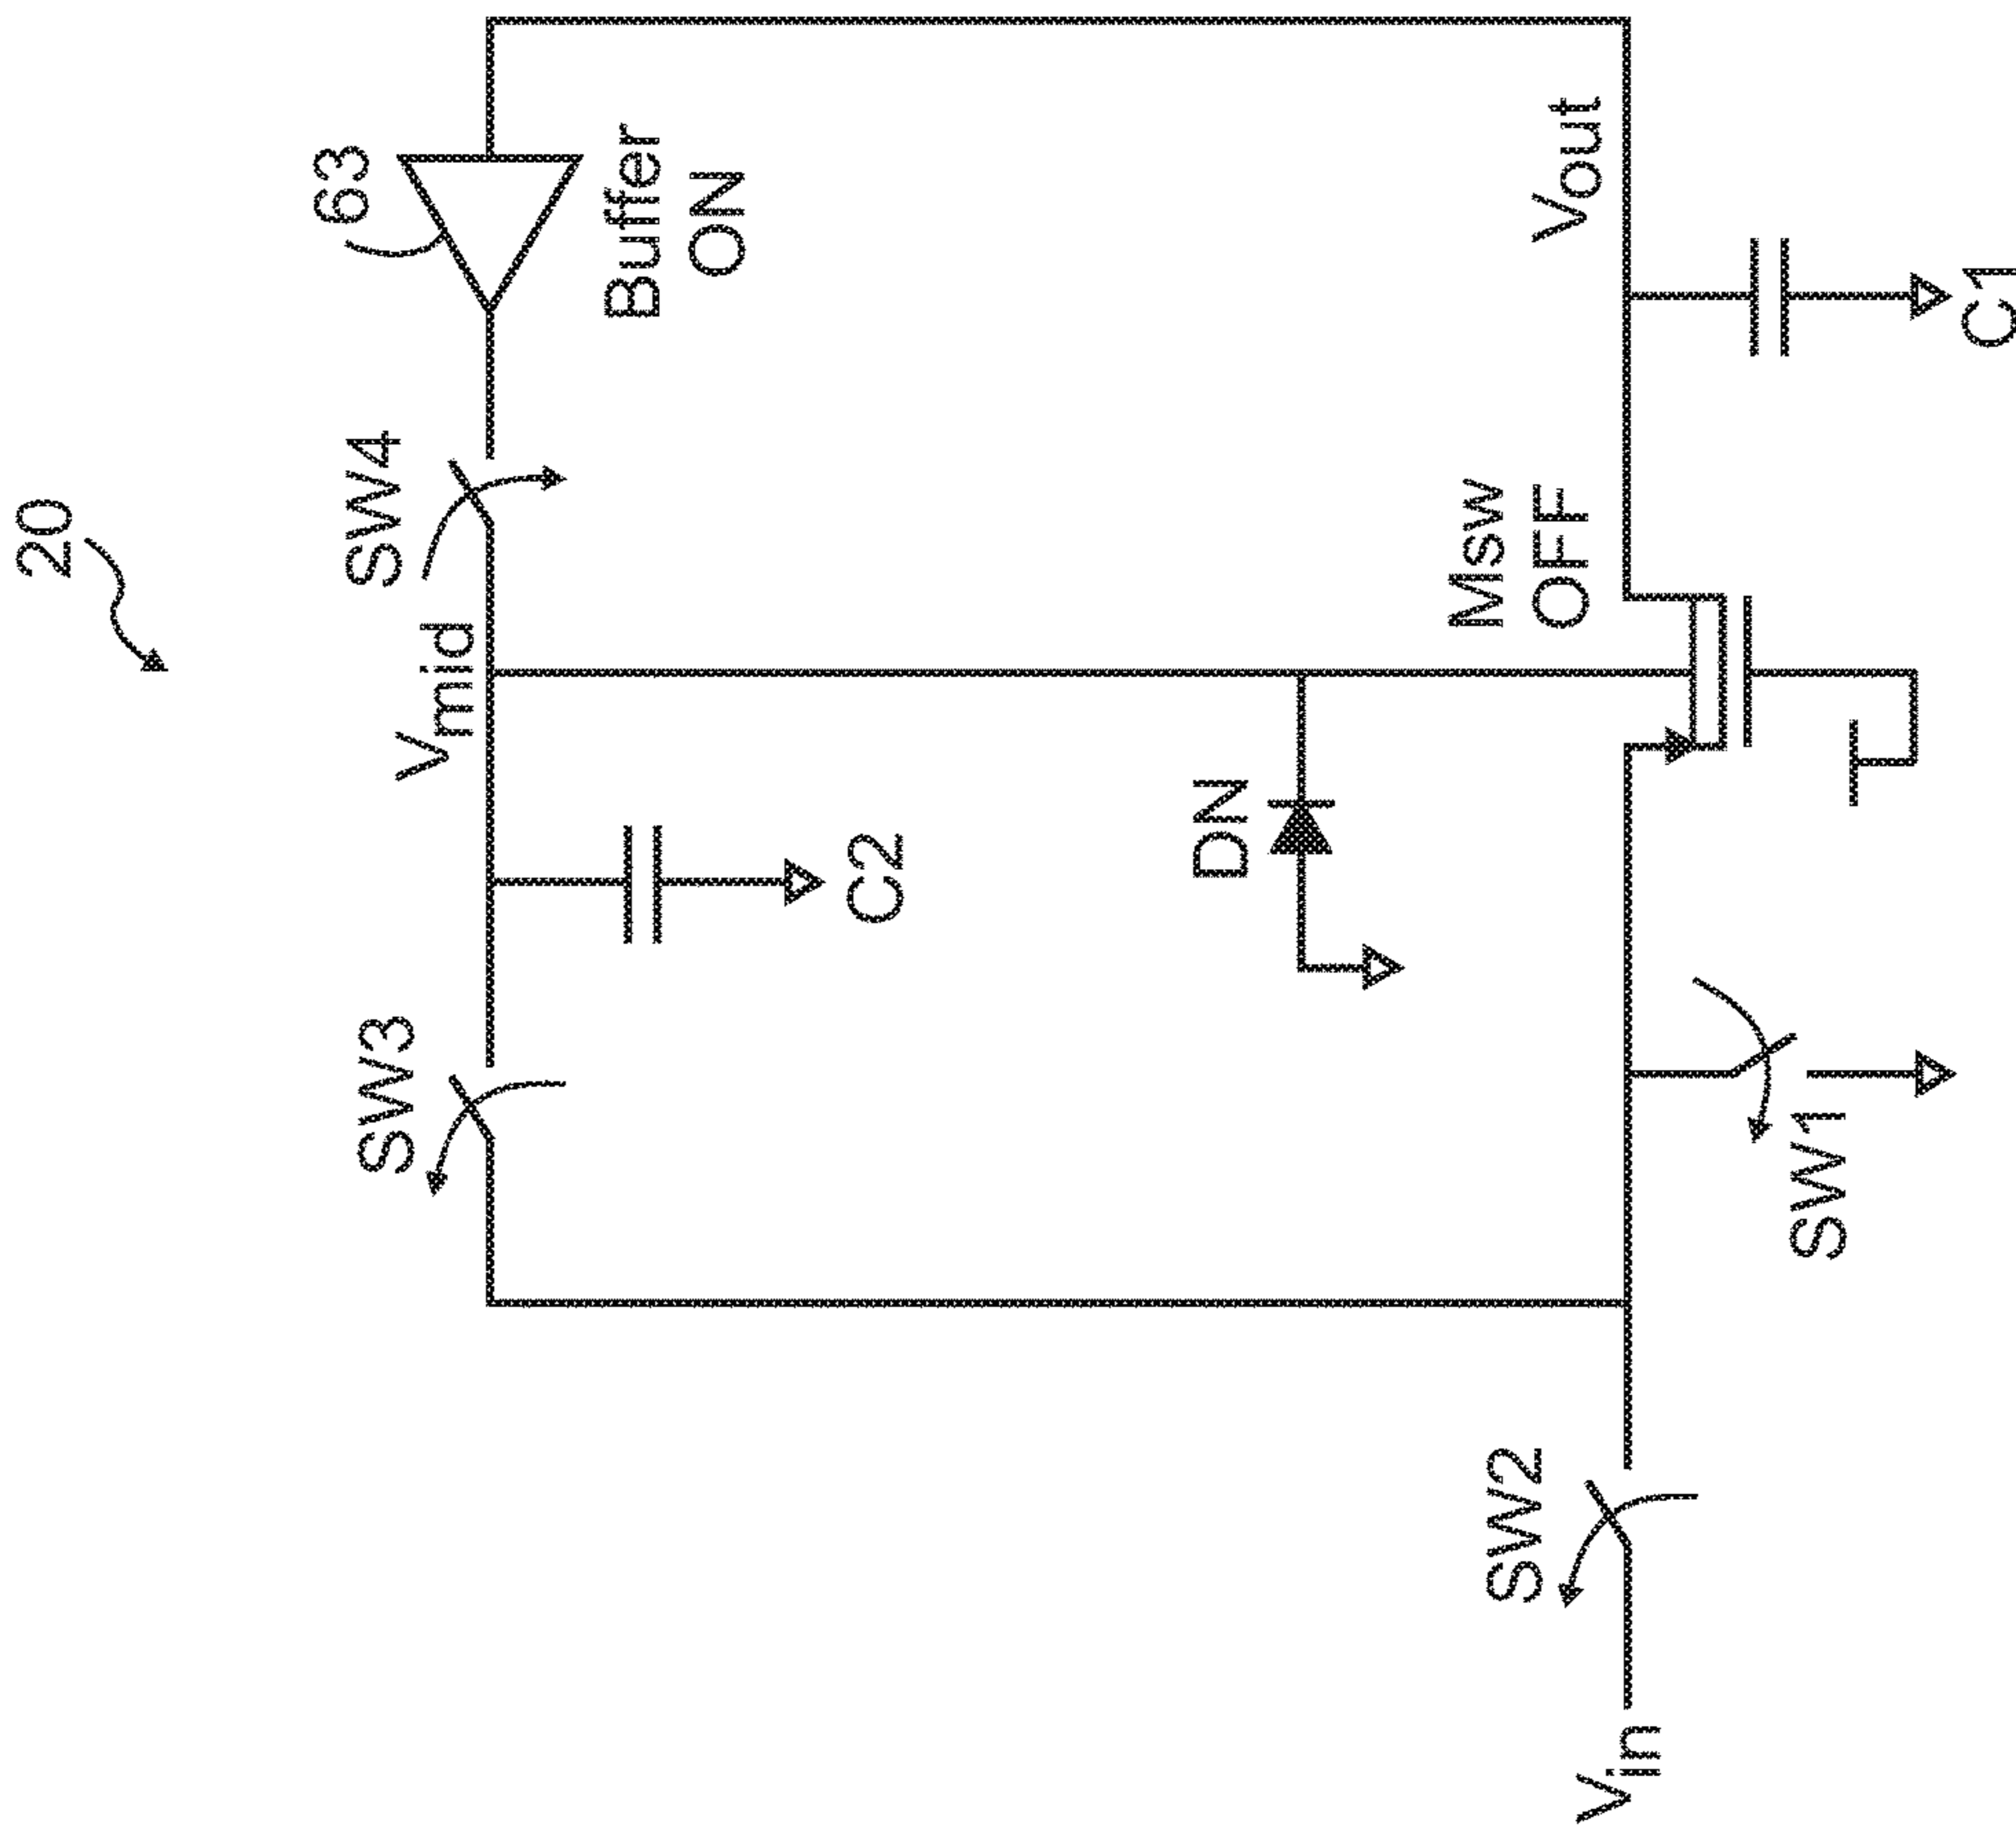 20
63
Buffer
ON
SW4
Vmid
C2
SW3
DN
Msw
OFF
Vout
C1
SW1
SW2
Vin